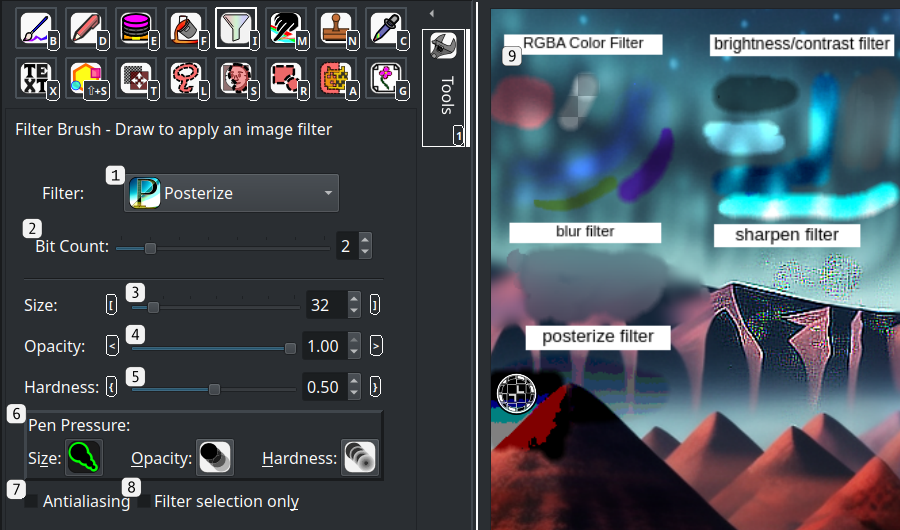 B D E F I M N C
TEXT X ⇧+S T L S R A G
Tools
1
Filter Brush - Draw to apply an image filter
1
Filter: P Posterize
2
Bit Count: 2
3
Size: [ 32 ]
4
Opacity: < 1.00 >
5
Hardness: { 0.50 }
6
Pen Pressure:
Size: Opacity: Hardness:
7 8
Antialiasing Filter selection only
9
RGBA Color Filter
brightness/contrast filter
blur filter
sharpen filter
posterize filter